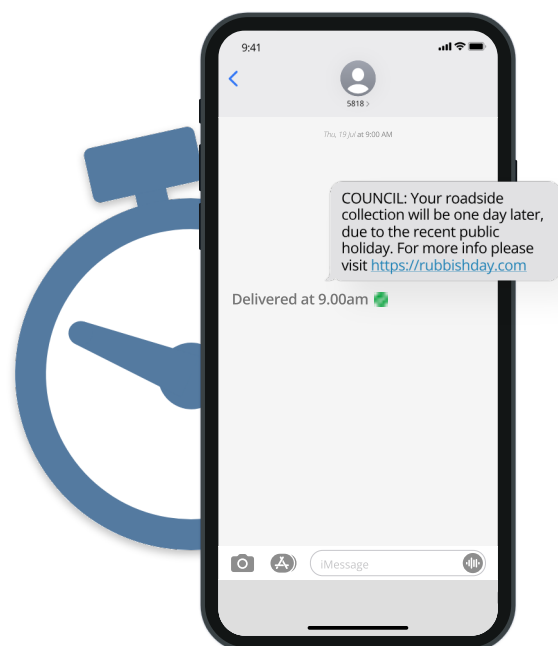 9:41
5818 >
Thu, 19 Jul at 9:00 AM
COUNCIL: Your roadside
collection will be one day later,
due to the recent public
holiday. For more info please
visit https://rubbishday.com
Delivered at 9.00am
iMessage